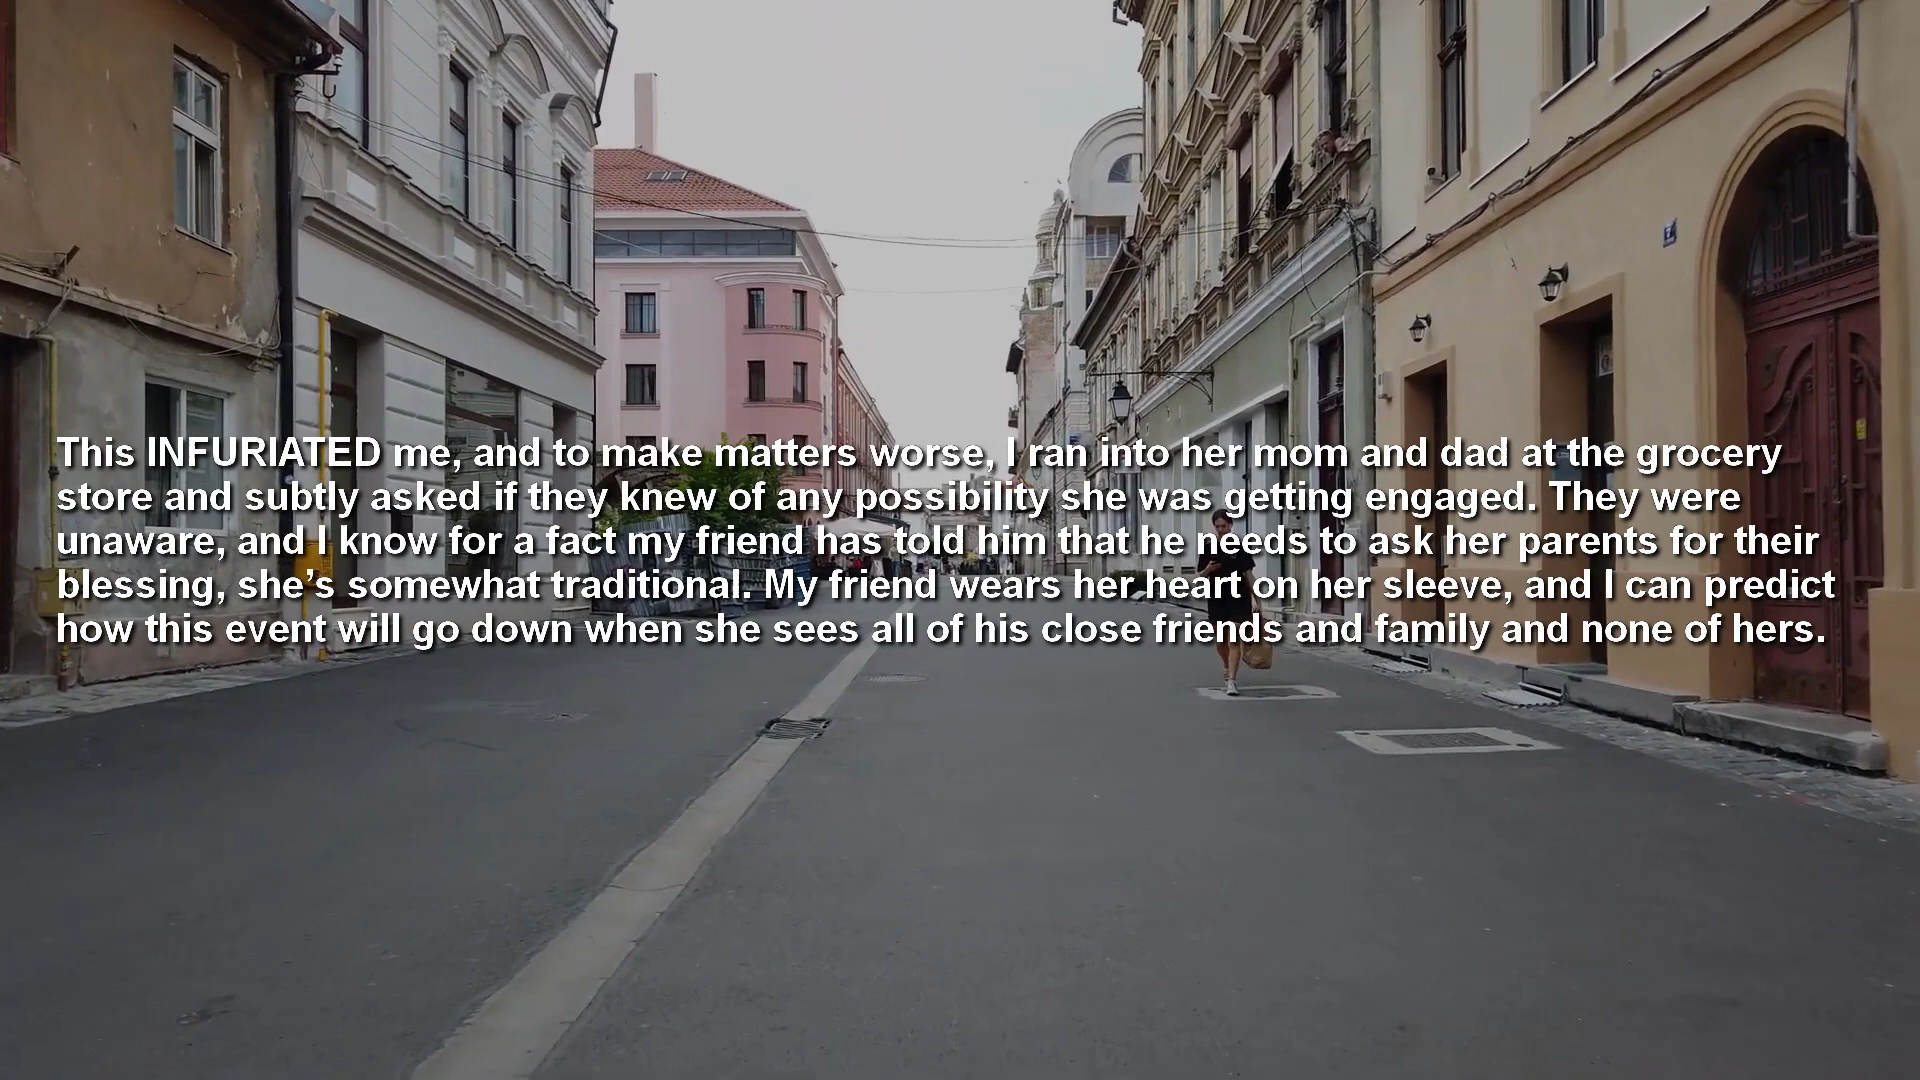 This INFURIATED me, and to make matters worse, I ran into her mom and dad at the grocery
store and subtly asked if they knew of any possibility she was getting engaged. They were
unaware, and I know for a fact my friend has told him that he needs to ask her parents for their
blessing, she’s somewhat traditional. My friend wears her heart on her sleeve, and I can predict
how this event will go down when she sees all of his close friends and family and none of hers.